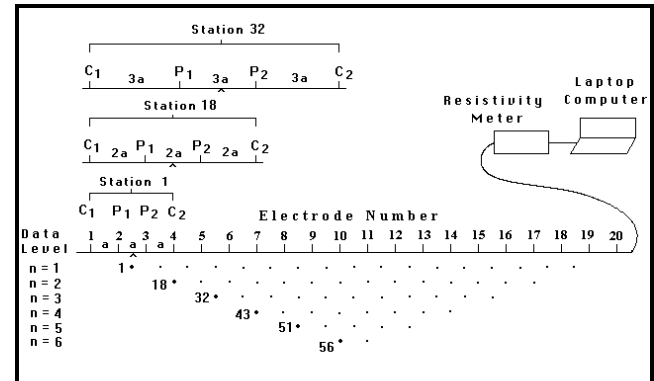 Station 32
C1 3a P1 3a P2 3a C2
Laptop
Computer
Resistivity
Meter
Station 18
C1 2a P1 2a P2 2a C2
Station 1
C1 P1 P2 C2
Electrode Number
Data
Level
1 2 3 4 5 6 7 8 9 10 11 12 13 14 15 16 17 18 19 20
a a a
n = 1 1
n = 2 18
n = 3 32
n = 4 43
n = 5 51
n = 6 56